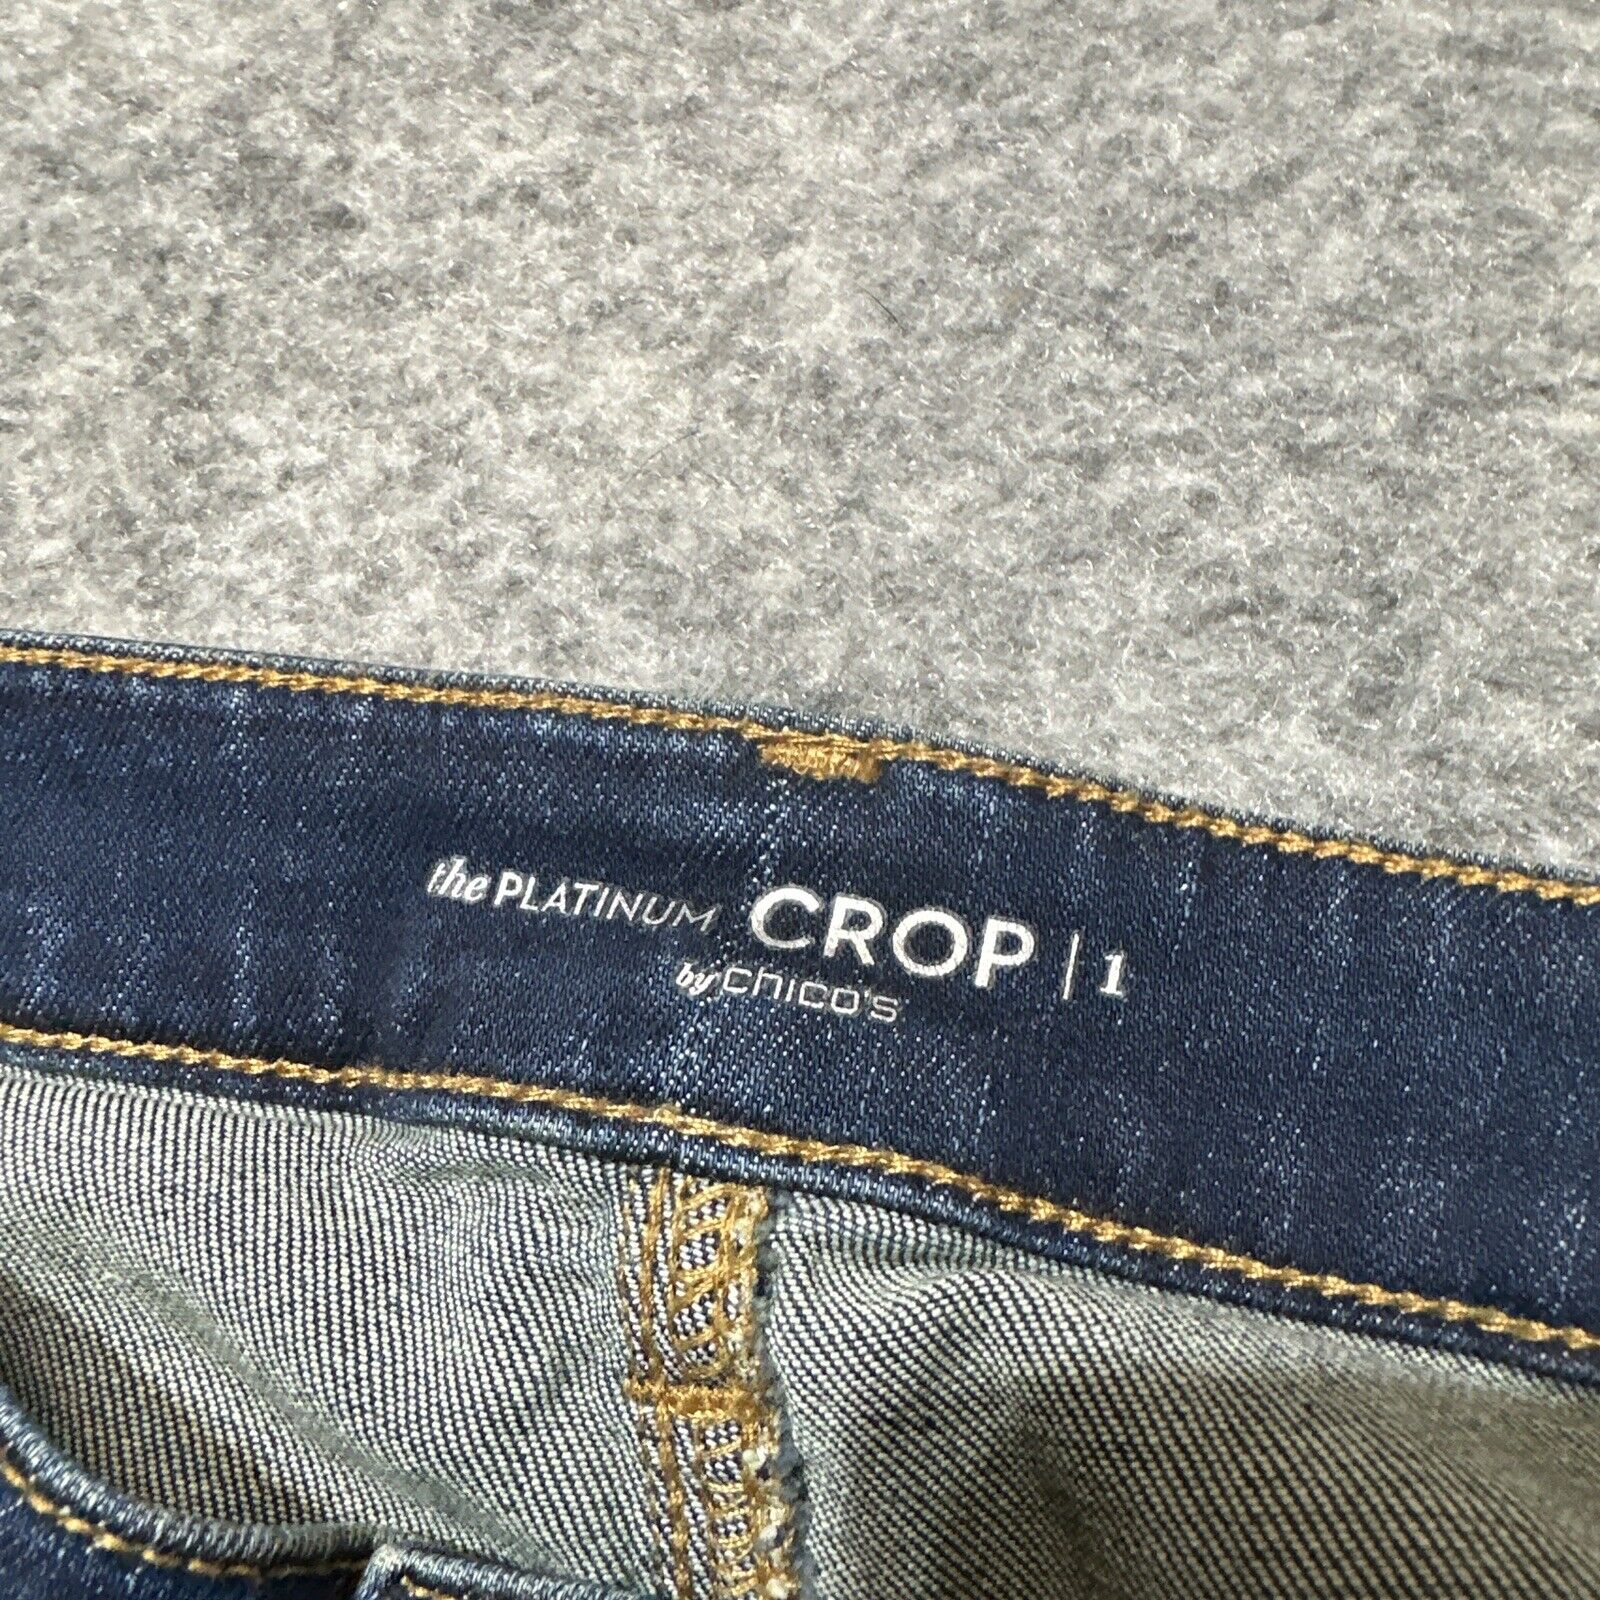 the PLATINUM CROP | 1
by chico's